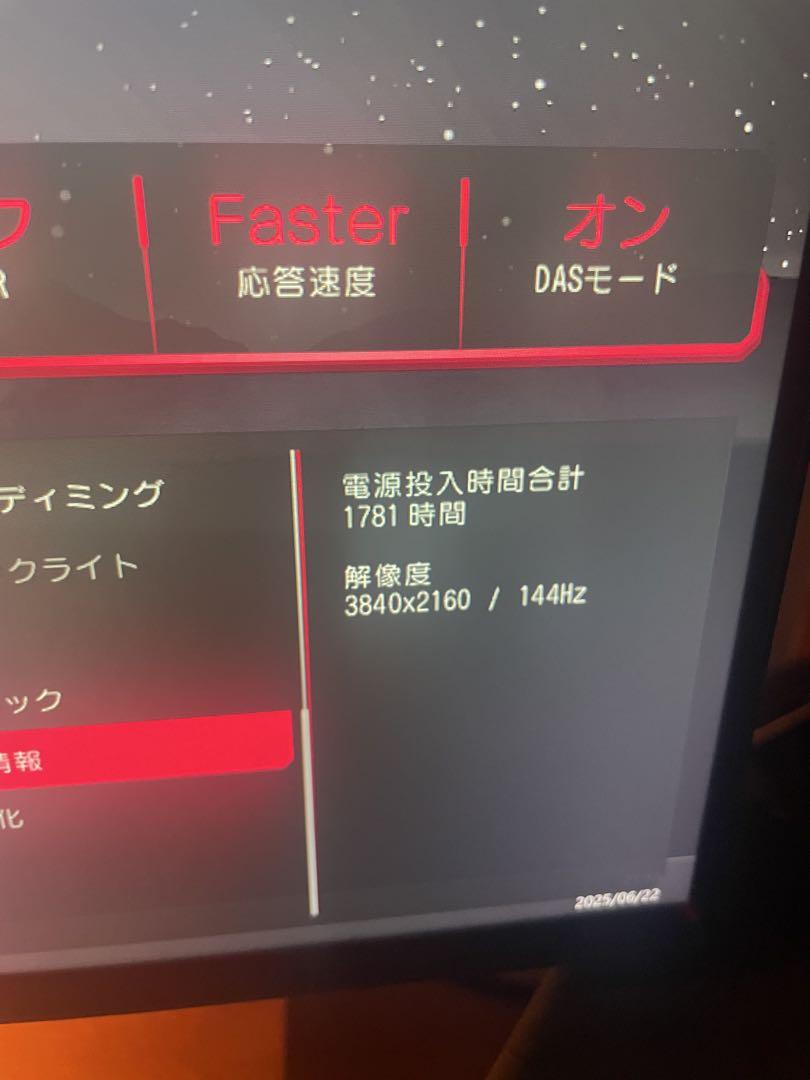 フ
Faster
オン
R
応答速度
DASモード
ディミング
電源投入時間合計
1781 時間
クライト
解像度
3840x2160 / 144Hz
ック
情報
化
2025/06/22